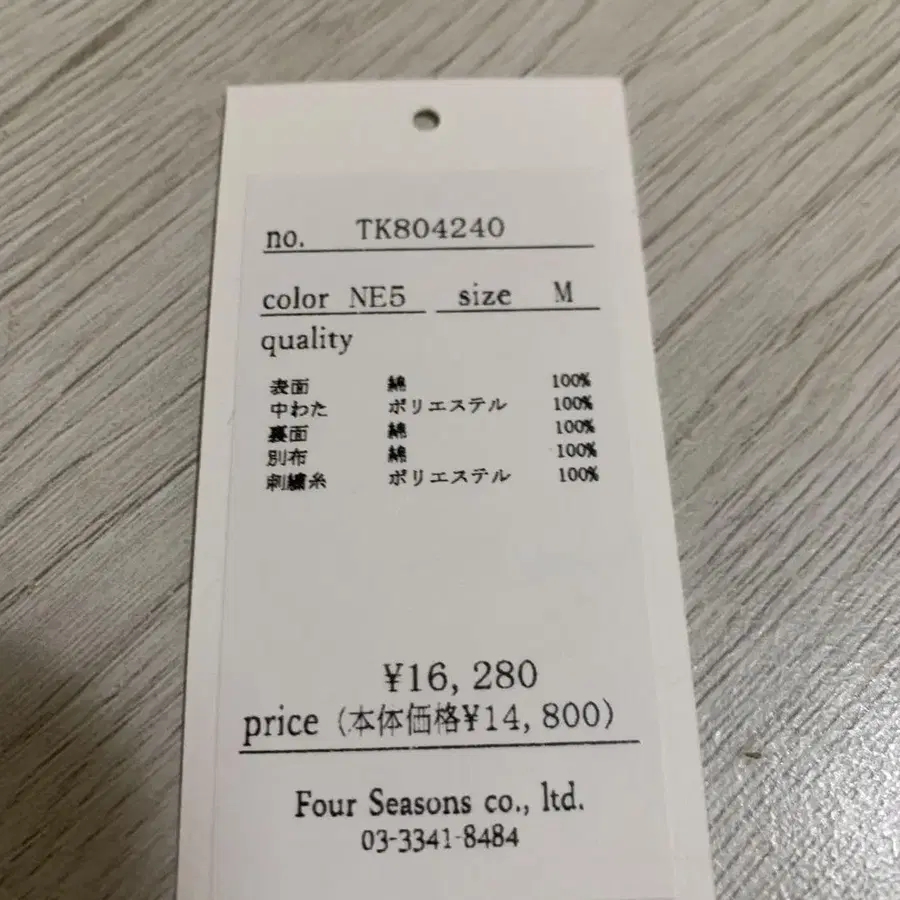 no. TK804240
color NE5 size M
quality
表面 綿 100%
中わた ポリエステル 100%
裏面 綿 100%
別布 綿 100%
刺繍糸 ポリエステル 100%
¥16,280
price (本体価格¥14,800)
Four Seasons co., ltd.
03-3341-8484